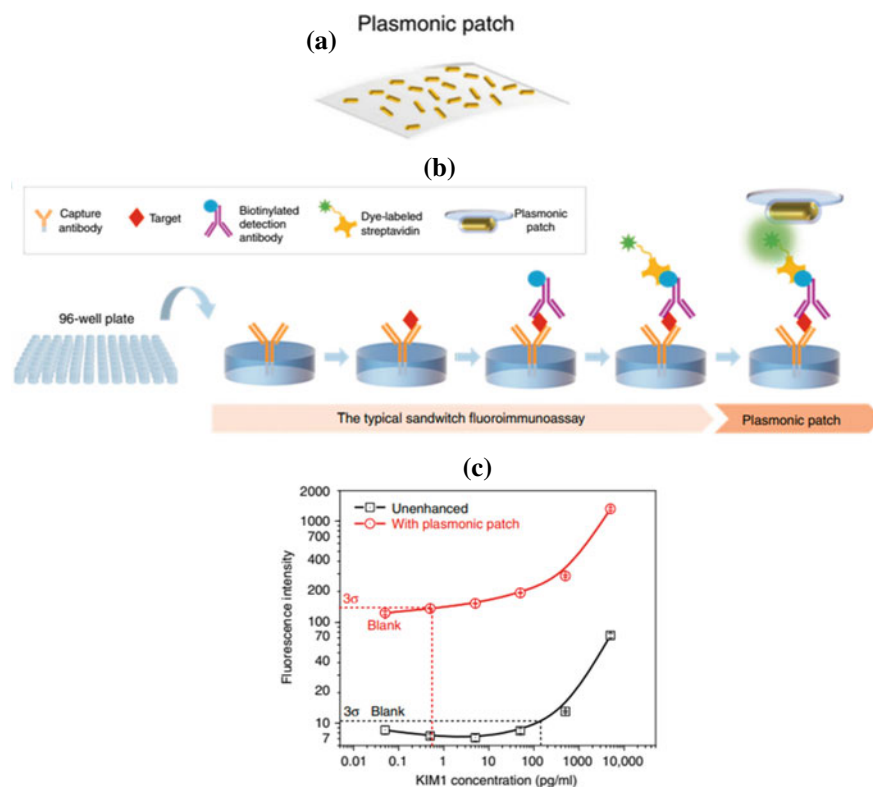 Plasmonic patch
(a)
(b)
Capture
antibody
Target
Biotinylated
detection
antibody
Dye-labeled
streptavidin
Plasmonic
patch
96-well plate
The typical sandwitch fluoroimmunoassay
Plasmonic patch
(c)
2000
1000
400
200
100
70
40
20
10
7
Fluorescence intensity
Unenhanced
With plasmonic patch
3σ
Blank
3σ Blank
0.01 0.1 1 10 100 1000 10,000
KIM1 concentration (pg/ml)